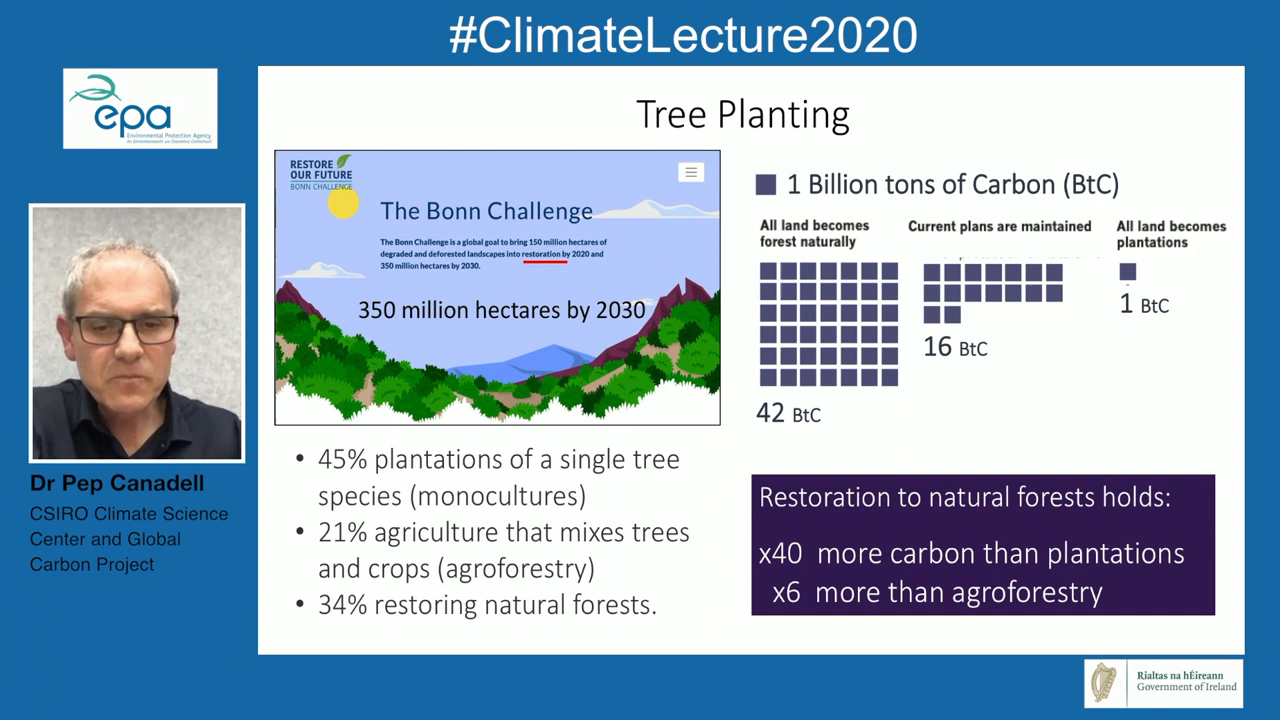 #ClimateLecture2020
epa
Environmental Protection Agency
Tree Planting
RESTORE
OUR FUTURE
BONN CHALLENGE
The Bonn Challenge
The Bonn Challenge is a global goal to bring 150 million hectares of
degraded and deforested landscapes into restoration by 2020 and
350 million hectares by 2030.
350 million hectares by 2030
• 45% plantations of a single tree
species (monocultures)
• 21% agriculture that mixes trees
and crops (agroforestry)
• 34% restoring natural forests.
1 Billion tons of Carbon (BtC)
All land becomes
forest naturally
42 BtC
Current plans are maintained
16 BtC
All land becomes
plantations
1 BtC
Restoration to natural forests holds:
x40 more carbon than plantations
x6 more than agroforestry
Dr Pep Canadell
CSIRO Climate Science
Center and Global
Carbon Project
Rialtas na hÉireann
Government of Ireland